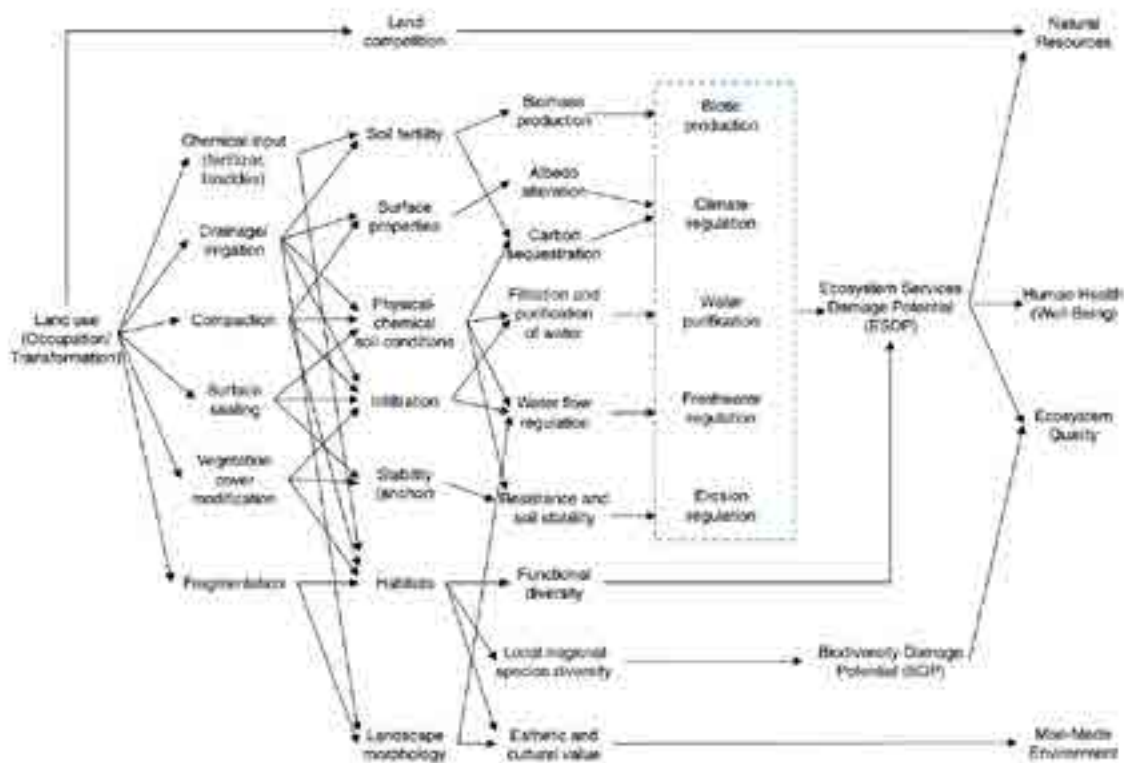 Land
competition
Natural
Resources
Biomass
production
Biotic
production
Soil fertility
Chemical input
(fertilizer,
biocides)
Albedo
alteration
Surface
properties
Climate
regulation
Drainage/
irrigation
Carbon
sequestration
Land use
(Occupation/
Transformation)
Compaction
Physical-
chemical
soil conditions
Filtration and
purification
of water
Water
purification
Ecosystem Services
Damage Potential
(ESDP)
Human Health
(Well-Being)
Surface
sealing
Infiltration
Water flow
regulation
Freshwater
regulation
Ecosystem
Quality
Vegetation
cover
modification
Stability
(anchor)
Resistance and
soil stability
Erosion
regulation
Fragmentation
Habitats
Functional
diversity
Local/regional
species diversity
Biodiversity Damage
Potential (BDP)
Landscape
morphology
Esthetic and
cultural value
Man-Made
Environment